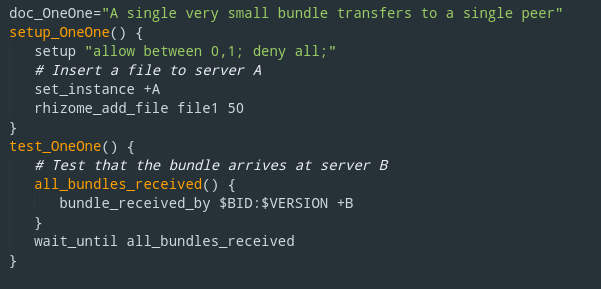 doc_OneOne="A single very small bundle transfers to a single peer"
setup_OneOne() {
   setup "allow between 0,1; deny all;"
   # Insert a file to server A
   set_instance +A
   rhizome_add_file file1 50
}
test_OneOne() {
   # Test that the bundle arrives at server B
   all_bundles_received() {
      bundle_received_by $BID:$VERSION +B
   }
   wait_until all_bundles_received
}